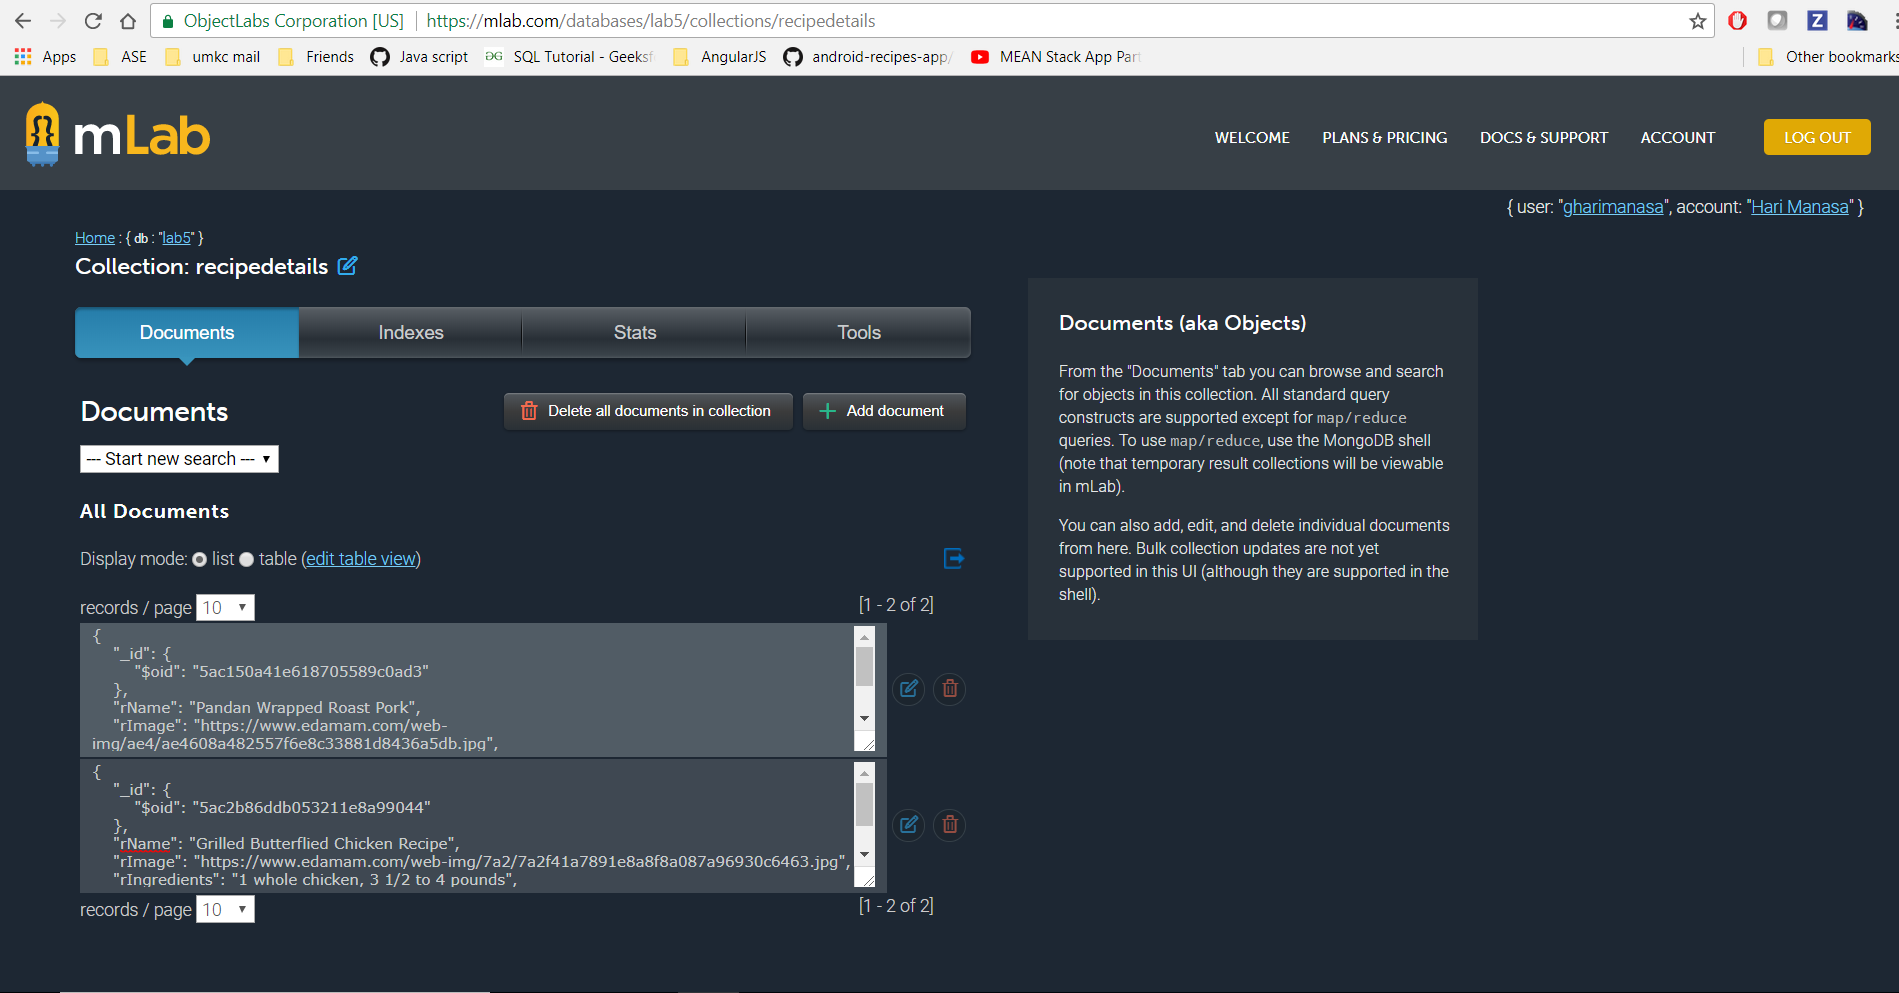 ObjectLabs Corporation [US] https://mlab.com/databases/lab5/collections/recipedetails
Apps ASE umkc mail Friends Java script SQL Tutorial - Geeksf AngularJS android-recipes-app/ MEAN Stack App Part Other bookmarks
mLab
WELCOME PLANS & PRICING DOCS & SUPPORT ACCOUNT LOG OUT
{ user: "gharimanasa", account: "Hari Manasa" }
Home : { db : "lab5" }
Collection: recipedetails
Documents Indexes Stats Tools
Documents
Delete all documents in collection
Add document
--- Start new search ---
All Documents
Display mode: list table (edit table view)
records / page 10 [1 - 2 of 2]
{
"_id": {
"$oid": "5ac150a41e618705589c0ad3"
},
"rName": "Pandan Wrapped Roast Pork",
"rImage": "https://www.edamam.com/web-
img/ae4/ae4608a482557f6e8c33881d8436a5db.jpg",
{
"_id": {
"$oid": "5ac2b86ddb053211e8a99044"
},
"rName": "Grilled Butterflied Chicken Recipe",
"rImage": "https://www.edamam.com/web-img/7a2/7a2f41a7891e8a8f8a087a96930c6463.jpg",
"rIngredients": "1 whole chicken, 3 1/2 to 4 pounds",
records / page 10 [1 - 2 of 2]
Documents (aka Objects)
From the "Documents" tab you can browse and search
for objects in this collection. All standard query
constructs are supported except for map/reduce
queries. To use map/reduce, use the MongoDB shell
(note that temporary result collections will be viewable
in mLab).
You can also add, edit, and delete individual documents
from here. Bulk collection updates are not yet
supported in this UI (although they are supported in the
shell).